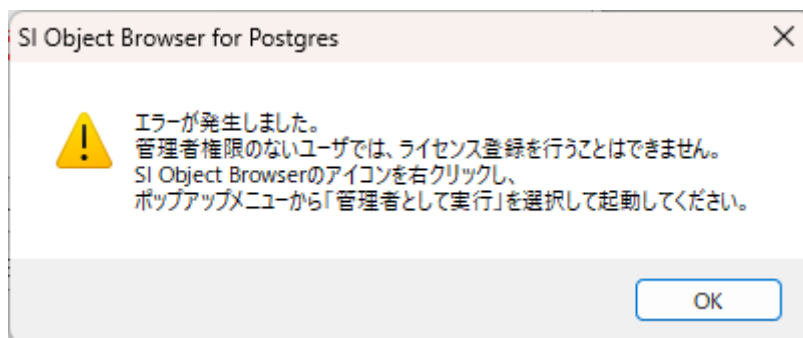 SI Object Browser for Postgres
エラーが発生しました。
管理者権限のないユーザでは、ライセンス登録を行うことはできません。
SI Object Browserのアイコンを右クリックし、
ポップアップメニューから「管理者として実行」を選択して起動してください。
OK